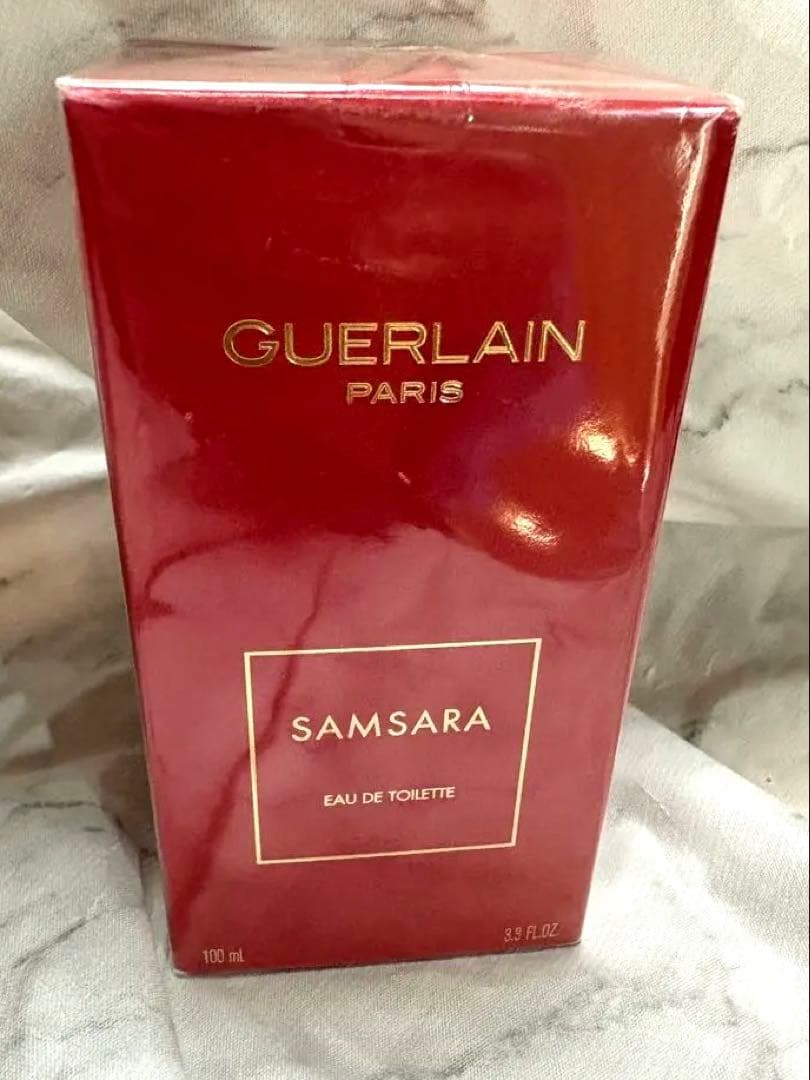 GUERLAIN
PARIS
SAMSARA
EAU DE TOILETTE
100 mL
3.3 FL.OZ.